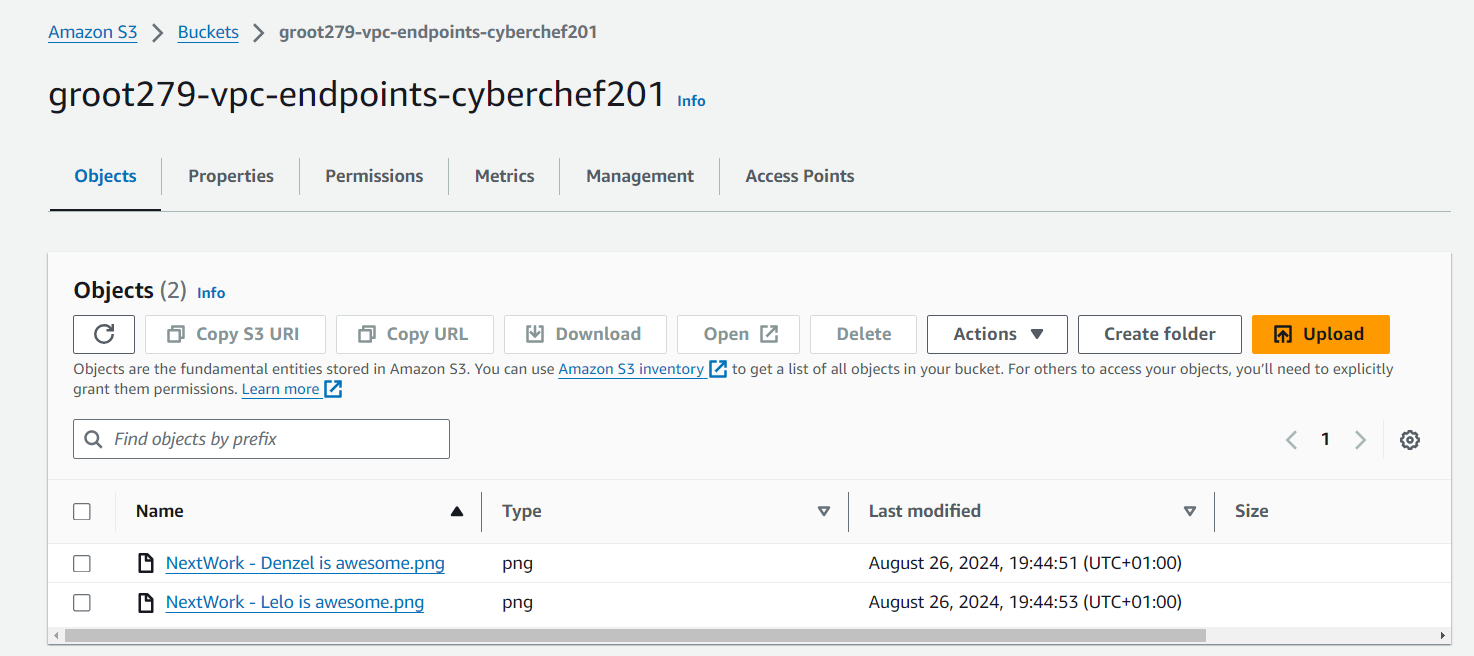 Amazon S3 > Buckets > groot279-vpc-endpoints-cyberchef201
groot279-vpc-endpoints-cyberchef201 Info
Objects Properties Permissions Metrics Management Access Points
Objects (2) Info
Copy S3 URI Copy URL Download Open Delete Actions Create folder Upload
Objects are the fundamental entities stored in Amazon S3. You can use Amazon S3 inventory to get a list of all objects in your bucket. For others to access your objects, you'll need to explicitly
grant them permissions. Learn more
Find objects by prefix 1
Name Type Last modified Size
NextWork - Denzel is awesome.png png August 26, 2024, 19:44:51 (UTC+01:00)
NextWork - Lelo is awesome.png png August 26, 2024, 19:44:53 (UTC+01:00)